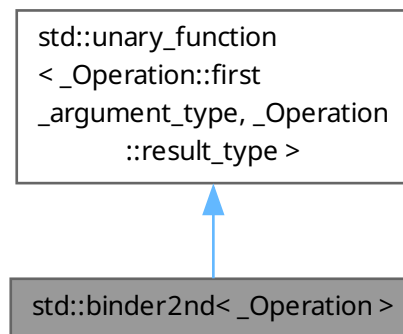 std::unary_function
< _Operation::first
_argument_type, _Operation
::result_type >
std::binder2nd< _Operation >